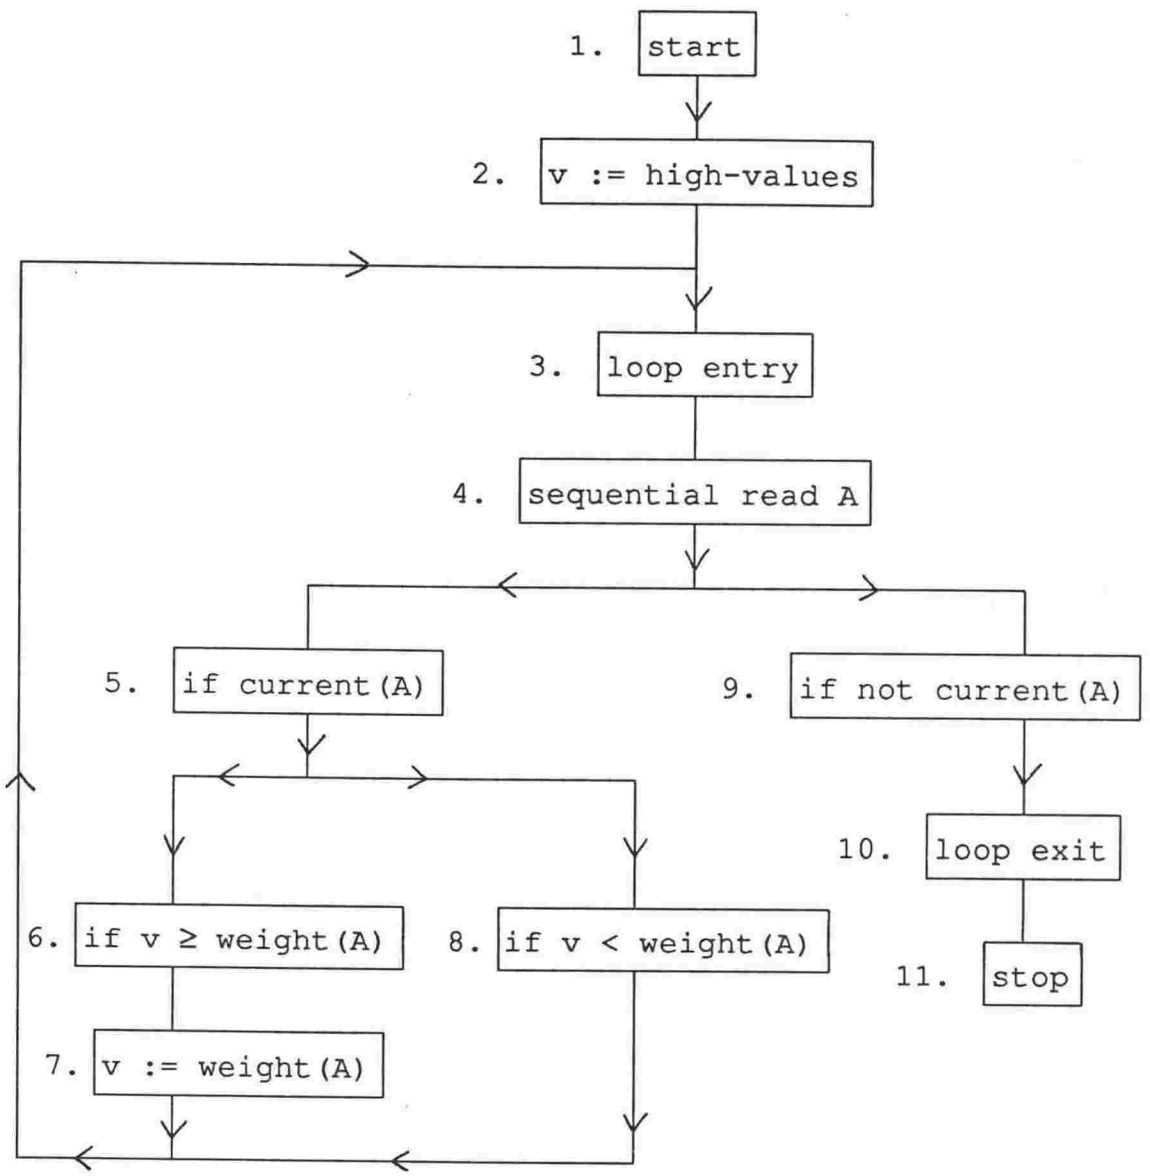 1. start
2. v := high-values
3. loop entry
4. sequential read A
5. if current(A)
9. if not current(A)
10. loop exit
6. if v ≥ weight(A)
8. if v < weight(A)
11. stop
7. v := weight(A)